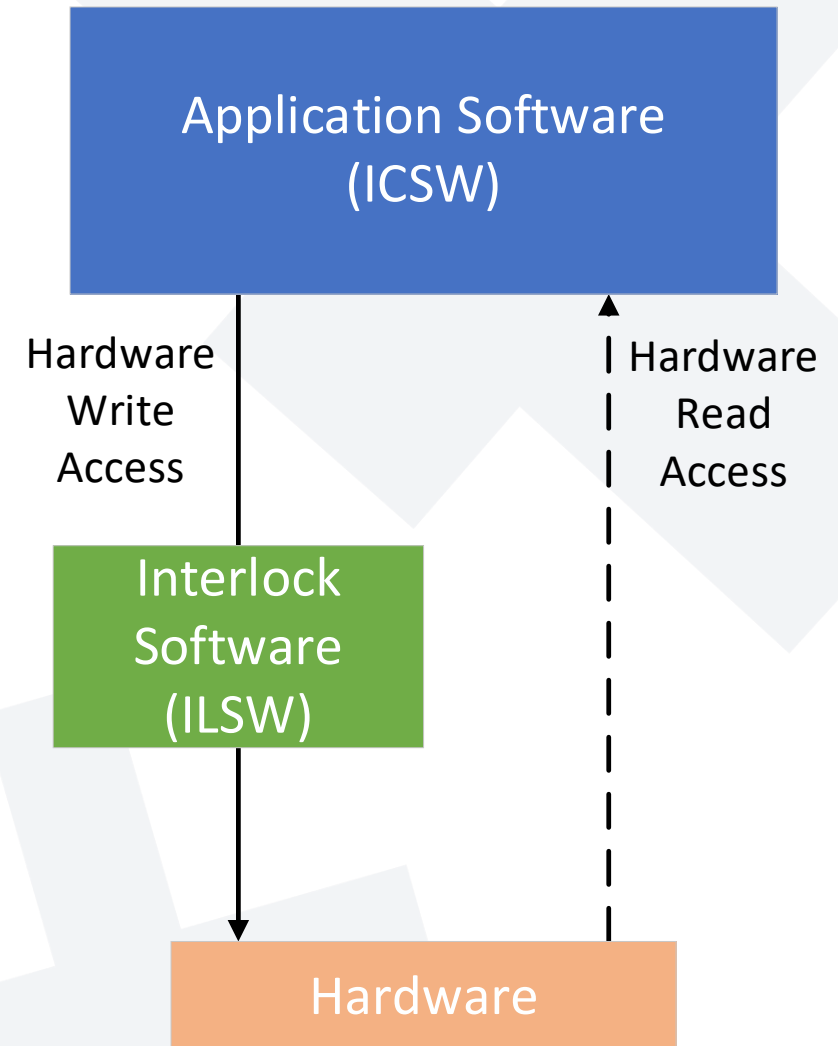 Application Software
(ICSW)
Hardware
Write
Access
Hardware
Read
Access
Interlock
Software
(ILSW)
Hardware